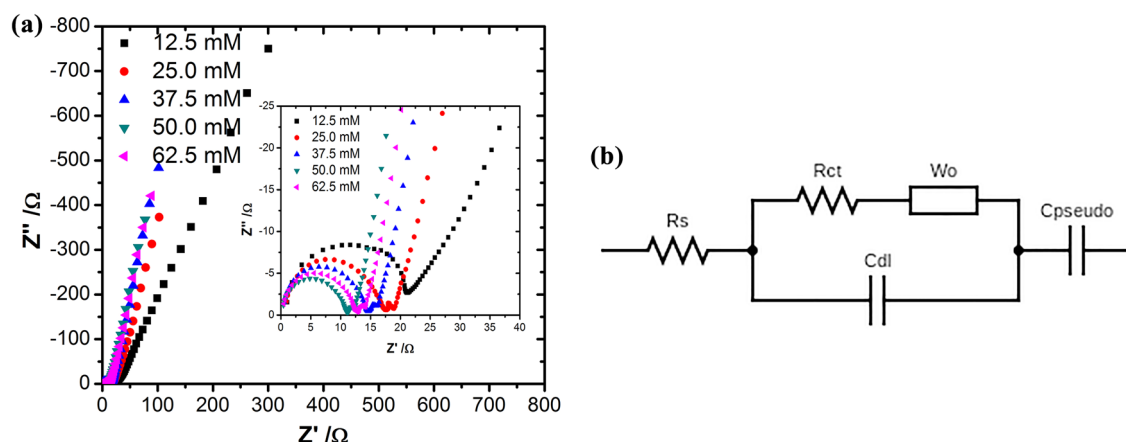 (a)
-800
-700
-600
-500
-400
-300
-200
-100
0
Z'' /Ω
12.5 mM
25.0 mM
37.5 mM
50.0 mM
62.5 mM
-25
-20
-15
-10
-5
0
Z'' /Ω
12.5 mM
25.0 mM
37.5 mM
50.0 mM
62.5 mM
0 5 10 15 20 25 30 35 40
Z' /Ω
0 100 200 300 400 500 600 700 800
Z' /Ω
(b)
Rct Wo
Rs Cpseudo
Cdl